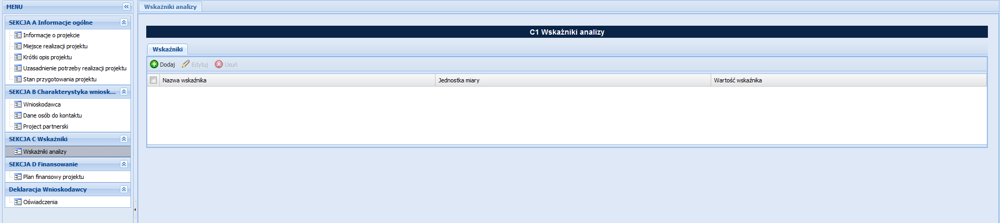 MENU
SEKCJA A Informacje ogólne
Informacje o projekcie
Miejsce realizacji projektu
Krótki opis projektu
Uzasadnienie potrzeby realizacji projektu
Stan przygotowania projektu
SEKCJA B Charakterystyka wniosk...
Wnioskodawca
Dane osób do kontaktu
Project partnerski
SEKCJA C Wskaźniki
Wskaźniki analizy
SEKCJA D Finansowanie
Plan finansowy projektu
Deklaracja Wnioskodawcy
Oświadczenia
Wskaźniki analizy
C1 Wskaźniki analizy
Wskaźniki
Dodaj Edytuj Usuń
Nazwa wskaźnika Jednostka miary Wartość wskaźnika